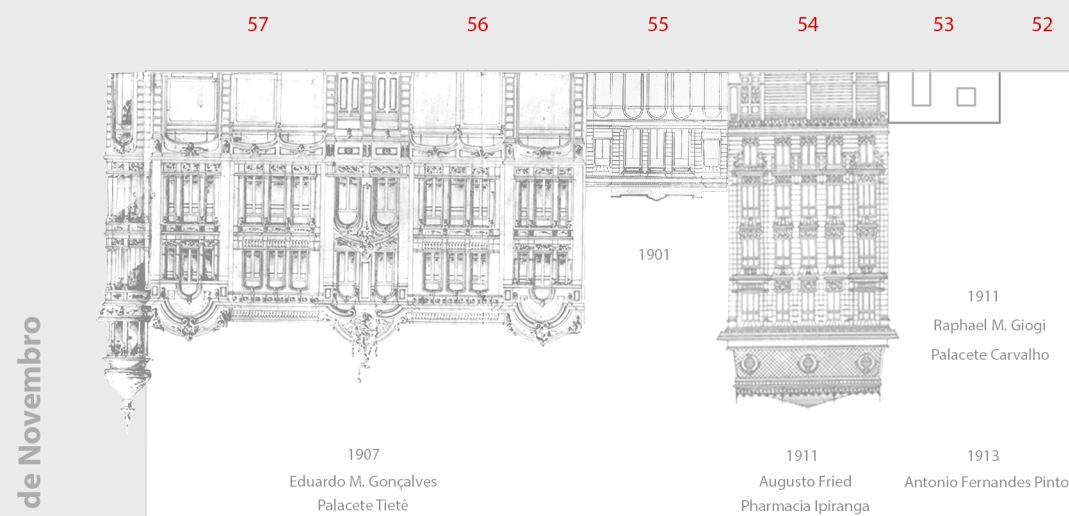 57 56 55 54 53 52
1901
1911
Raphael M. Giogi
Palacete Carvalho
de Novembro
1907
Eduardo M. Gonçalves
Palacete Tietê
1911
Augusto Fried
Pharmacia Ipiranga
1913
Antonio Fernandes Pinto